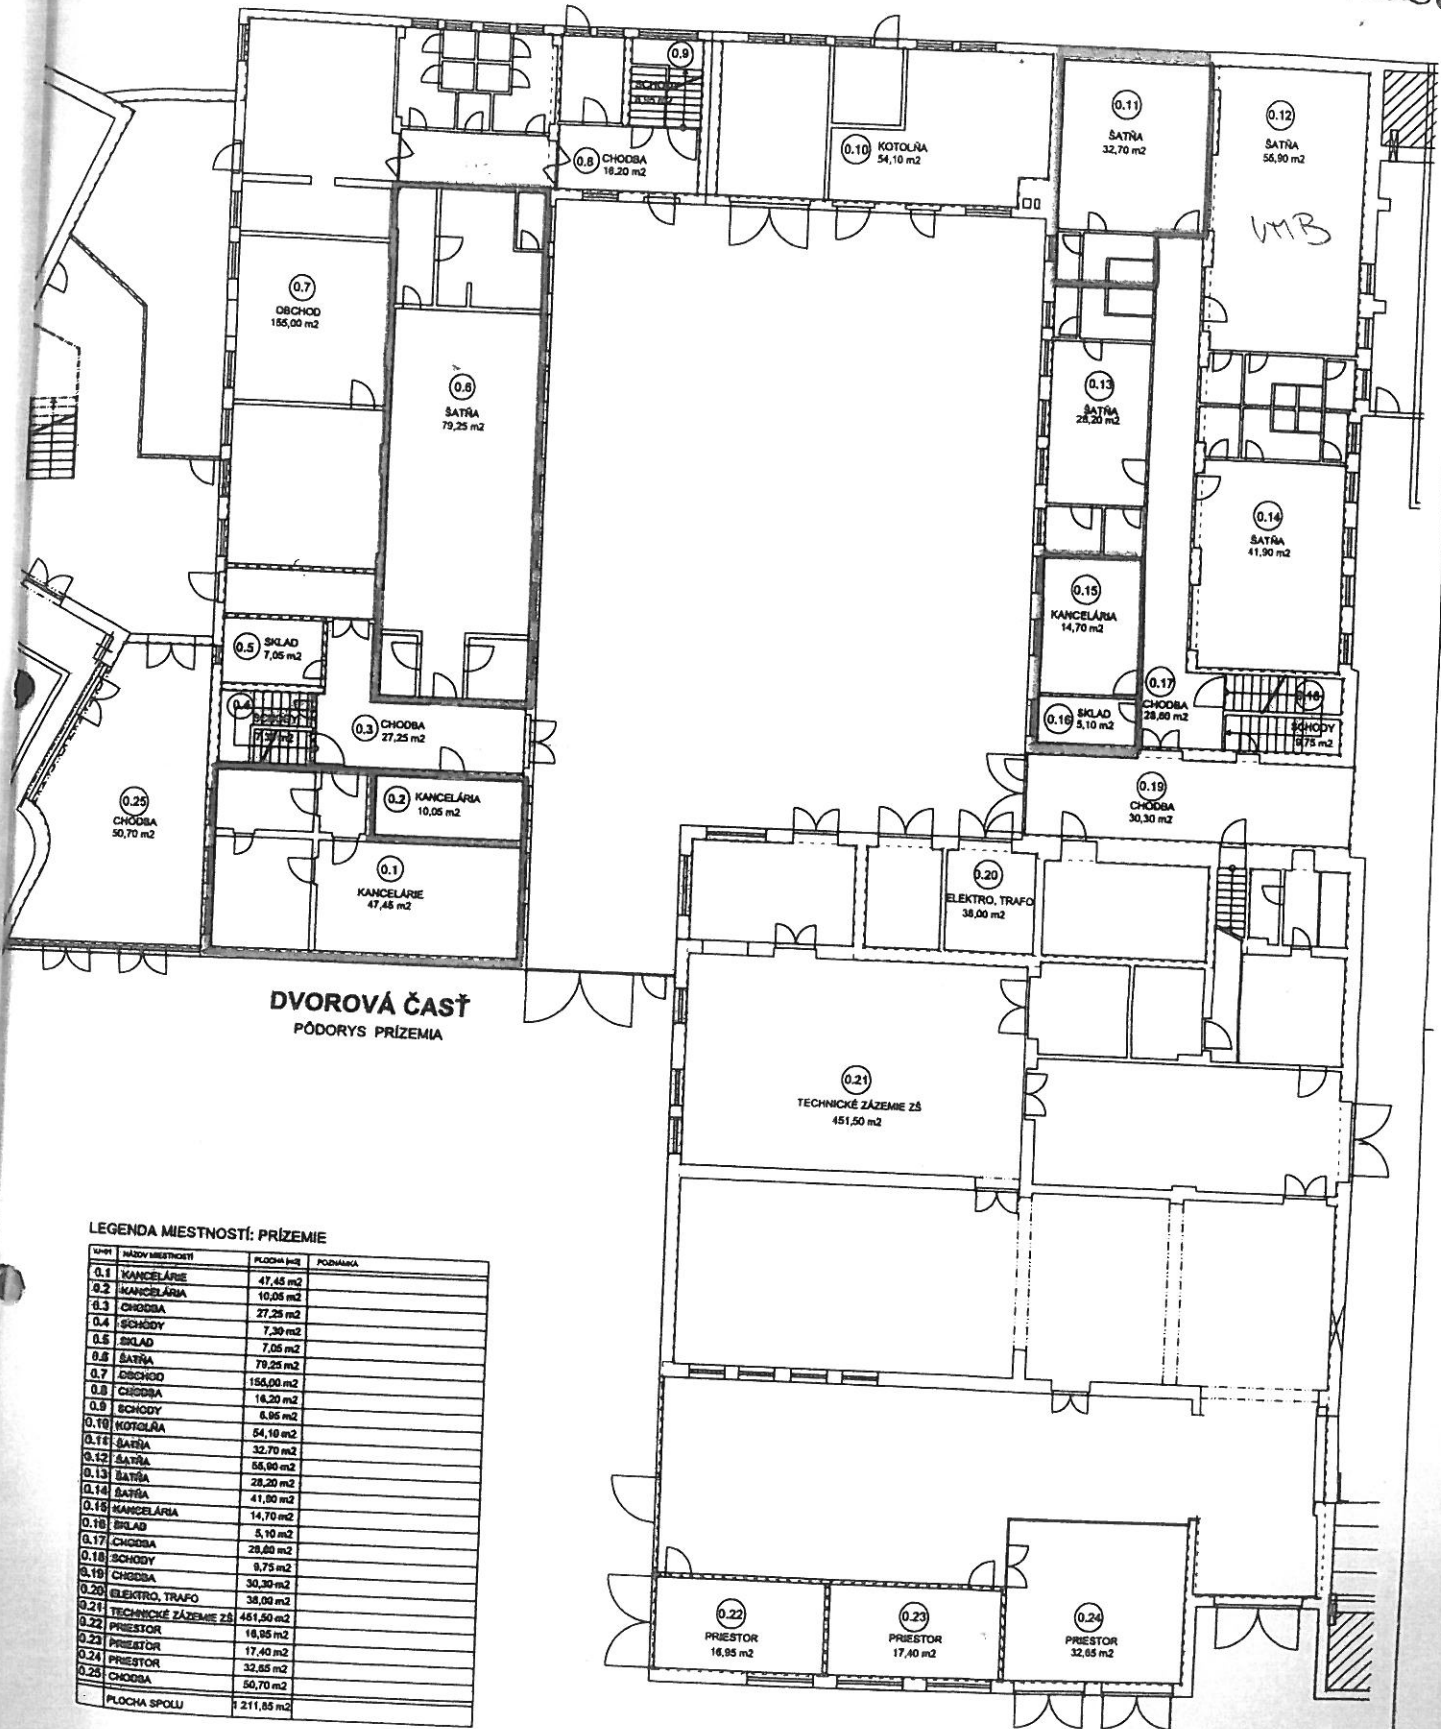 0.9
SCHODY
6,95 m2
0.8 CHODBA
16,20 m2
0.10 KOTOLŇA
54,10 m2
0.11
ŠATŇA
32,70 m2
0.12
ŠATŇA
55,90 m2
VMB
0.7
OBCHOD
155,00 m2
0.6
ŠATŇA
79,25 m2
0.13
ŠATŇA
28,20 m2
0.14
ŠATŇA
41,90 m2
0.15
KANCELÁRIA
14,70 m2
0.5 SKLAD
7,05 m2
0.4
SCHODY
7,30 m2
0.3 CHODBA
27,25 m2
0.16 SKLAD
5,10 m2
0.17
CHODBA
28,60 m2
0.18
SCHODY
9,75 m2
0.2 KANCELÁRIA
10,05 m2
0.25
CHODBA
50,70 m2
0.19
CHODBA
30,30 m2
0.1
KANCELÁRIE
47,45 m2
0.20
ELEKTRO, TRAFO
38,00 m2
DVOROVÁ ČASŤ
PÔDORYS PRÍZEMIA
0.21
TECHNICKÉ ZÁZEMIE ZŠ
451,50 m2
0.22
PRIESTOR
16,95 m2
0.23
PRIESTOR
17,40 m2
0.24
PRIESTOR
32,65 m2
LEGENDA MIESTNOSTÍ: PRÍZEMIE
NÁZOV MIESTNOSTI PLOCHA [m2] POZNÁMKA
0.1 KANCELÁRIE 47,45 m2
0.2 KANCELÁRIA 10,05 m2
0.3 CHODBA 27,25 m2
0.4 SCHODY 7,30 m2
0.5 SKLAD 7,05 m2
0.6 ŠATŇA 79,25 m2
0.7 OBCHOD 155,00 m2
0.8 CHODBA 16,20 m2
0.9 SCHODY 6,95 m2
0.10 KOTOLŇA 54,10 m2
0.11 ŠATŇA 32,70 m2
0.12 ŠATŇA 55,90 m2
0.13 ŠATŇA 28,20 m2
0.14 ŠATŇA 41,90 m2
0.15 KANCELÁRIA 14,70 m2
0.16 SKLAD 5,10 m2
0.17 CHODBA 28,60 m2
0.18 SCHODY 9,75 m2
0.19 CHODBA 30,30 m2
0.20 ELEKTRO, TRAFO 38,00 m2
0.21 TECHNICKÉ ZÁZEMIE ZŠ 451,50 m2
0.22 PRIESTOR 16,95 m2
0.23 PRIESTOR 17,40 m2
0.24 PRIESTOR 32,65 m2
0.25 CHODBA 50,70 m2
PLOCHA SPOLU 1 211,85 m2